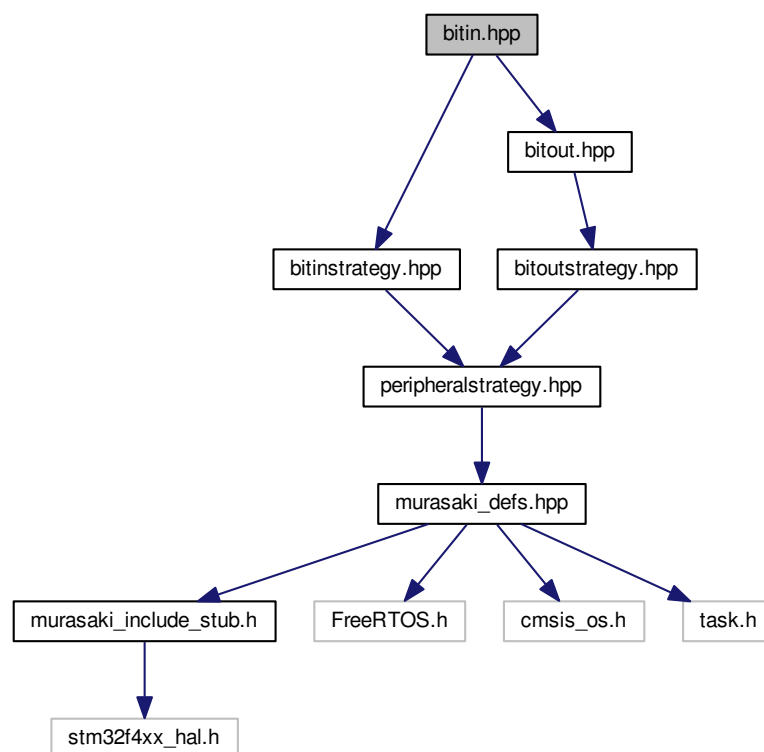 bitin.hpp
bitout.hpp
bitinstrategy.hpp
bitoutstrategy.hpp
peripheralstrategy.hpp
murasaki_defs.hpp
murasaki_include_stub.h
FreeRTOS.h
cmsis_os.h
task.h
stm32f4xx_hal.h